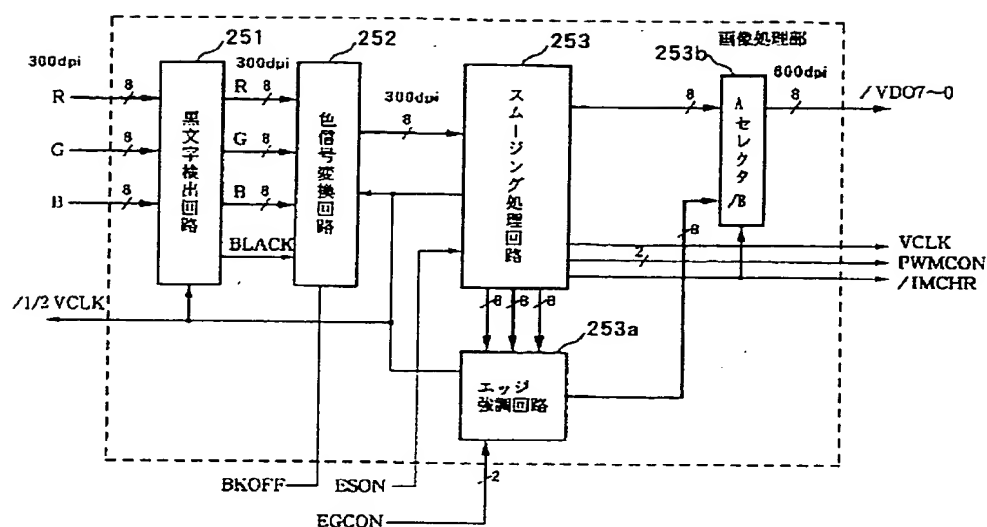 251
252
253
253b
画像処理部
300dpi
300dpi
300dpi
600dpi
R
8
R
8
8
8
8
/VDO7~0
G
8
G
8
B
8
B
8
BLACK
黒文字検出回路
色信号変換回路
スムージング処理回路
A
セレクタ
/B
8
VCLK
2
PWMCON
/IMCHR
/1/2 VCLK
8
8
8
253a
エッジ
強調回路
BKOFF
ESON
2
EGCON